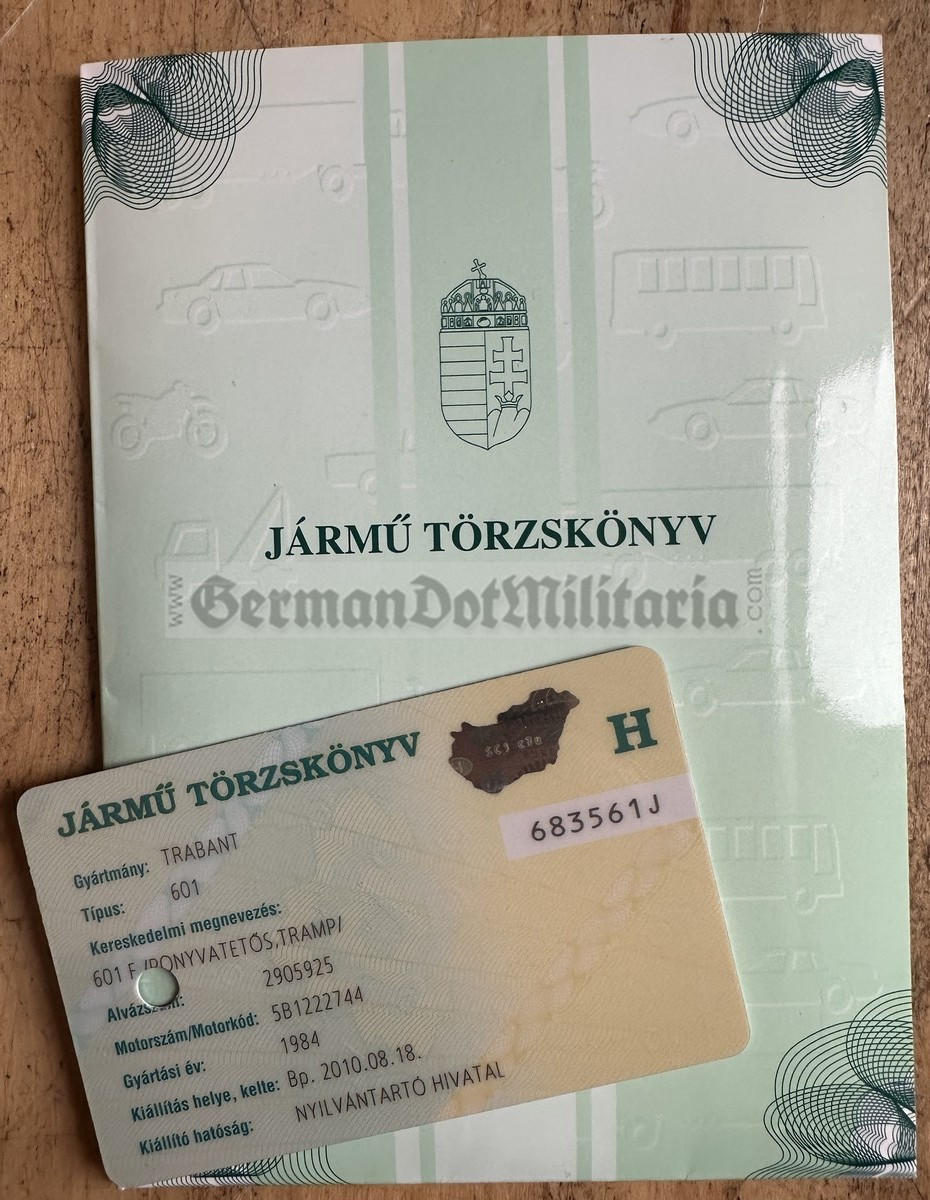 JÁRMŰ TÖRZSKÖNYV
www.GermanDotMilitaria.com
JÁRMŰ TÖRZSKÖNYV
H
683561J
Gyártmány: TRABANT
Típus: 601
Kereskedelmi megnevezés:
601 F /PONYVATETŐS,TRAMP/
Alvázszám: 2905925
Motorszám/Motorkód: 5B1222744
Gyártási év: 1984
Kiállítás helye, kelte: Bp. 2010.08.18.
Kiállító hatóság: NYILVÁNTARTÓ HIVATAL